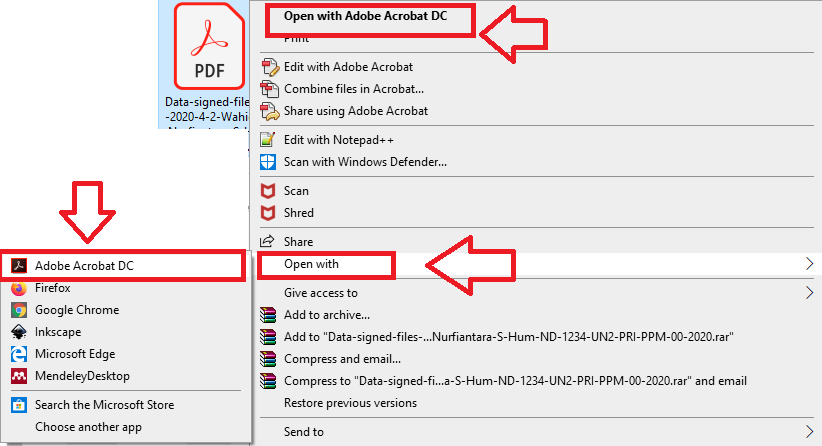 Open with Adobe Acrobat DC
Print
PDF
Edit with Adobe Acrobat
Combine files in Acrobat...
Share using Adobe Acrobat
Data-signed-file
-2020-4-2-Wahi
Edit with Notepad++
Scan with Windows Defender...
Scan
Shred
Share
Open with
Give access to
Add to archive...
Add to "Data-signed-files-...Nurfiantara-S-Hum-ND-1234-UN2-PRI-PPM-00-2020.rar"
Compress and email...
Compress to "Data-signed-fi...a-S-Hum-ND-1234-UN2-PRI-PPM-00-2020.rar" and email
Restore previous versions
Send to
Adobe Acrobat DC
Firefox
Google Chrome
Inkscape
Microsoft Edge
MendeleyDesktop
Search the Microsoft Store
Choose another app